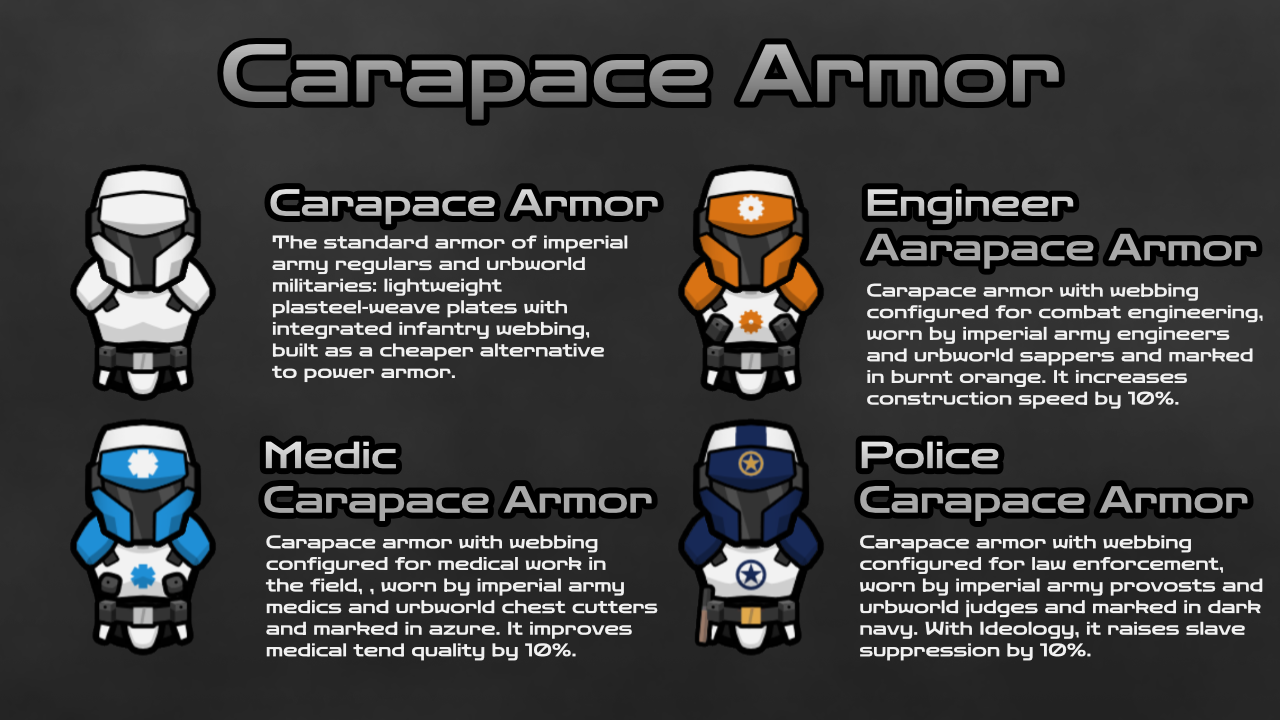 Carapace Armor
Carapace Armor
The standard armor of imperial
army regulars and urbworld
militaries: lightweight
plasteel-weave plates with
integrated infantry webbing,
built as a cheaper alternative
to power armor.
Engineer
Aarapace Armor
Carapace armor with webbing
configured for combat engineering,
worn by imperial army engineers
and urbworld sappers and marked
in burnt orange. It increases
construction speed by 10%.
Medic
Carapace Armor
Carapace armor with webbing
configured for medical work in
the field, , worn by imperial army
medics and urbworld chest cutters
and marked in azure. It improves
medical tend quality by 10%.
Police
Carapace Armor
Carapace armor with webbing
configured for law enforcement,
worn by imperial army provosts and
urbworld judges and marked in dark
navy. With Ideology, it raises slave
suppression by 10%.